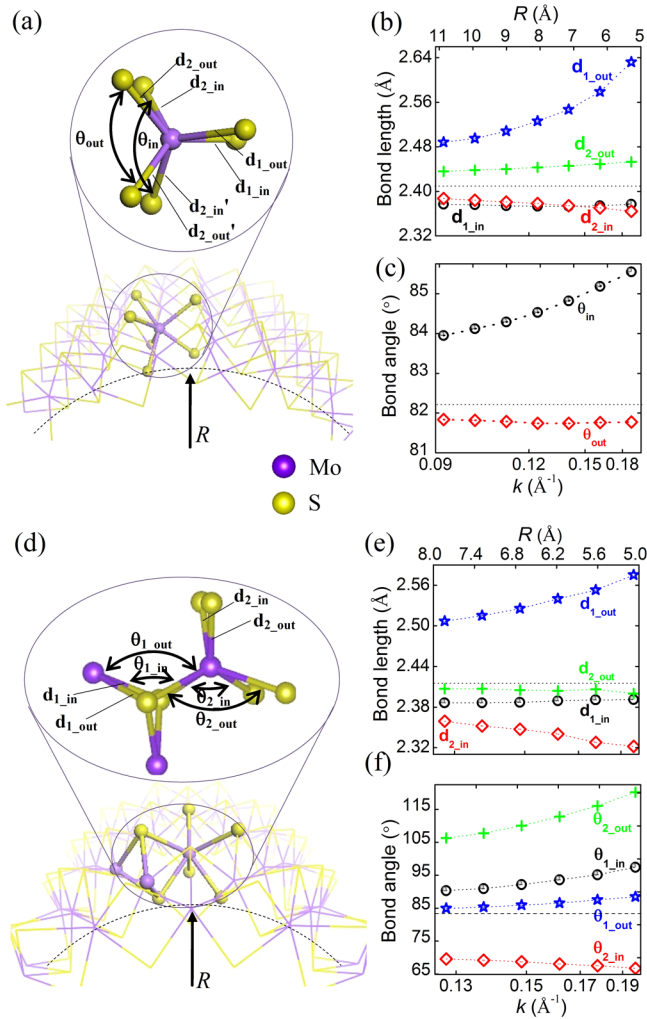 (a)
d2_out
d2_in
θout
θin
d1_out
d1_in
d2_in'
d2_out'
R
Mo
S
(b)
R (Å)
11 10 9 8 7 6 5
Bond length (Å)
2.64
2.56
2.48
2.40
2.32
d1_out
d2_out
d1_in
d2_in
(c)
Bond angle (°)
85
84
82
81
θin
θout
0.09 0.12 0.15 0.18
k (Å-1)
(d)
d2_in
d2_out
θ1_out
θ1_in
d1_in
d1_out
θ2_in
θ2_out
R
(e)
R (Å)
8.0 7.4 6.8 6.2 5.6 5.0
Bond length (Å)
2.56
2.50
2.44
2.38
2.32
d1_out
d2_out
d1_in
d2_in
(f)
Bond angle (°)
115
105
95
85
75
65
θ2_out
θ1_in
θ1_out
θ2_in
0.13 0.15 0.17 0.19
k (Å-1)